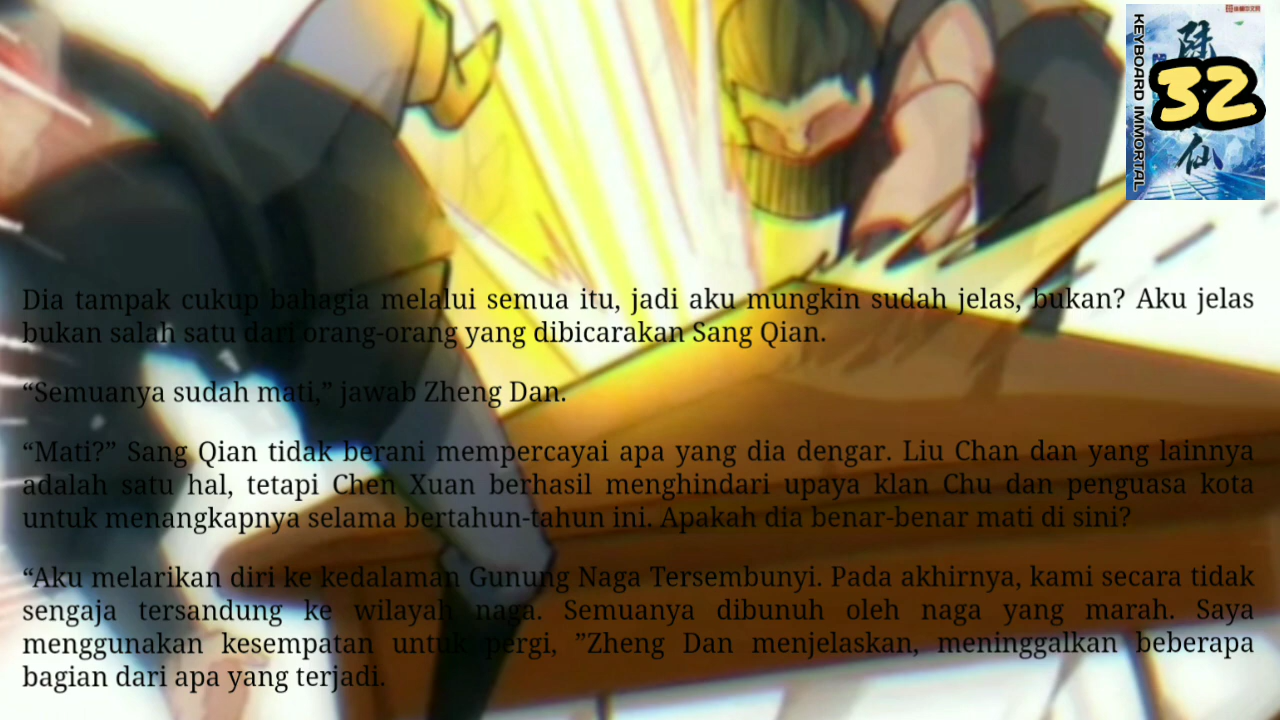 陆
仙
KEYBOARD IMMORTAL
32
Dia tampak cukup bahagia melalui semua itu, jadi aku mungkin sudah jelas, bukan? Aku jelas
bukan salah satu dari orang-orang yang dibicarakan Sang Qian.
“Semuanya sudah mati,” jawab Zheng Dan.
“Mati?” Sang Qian tidak berani mempercayai apa yang dia dengar. Liu Chan dan yang lainnya
adalah satu hal, tetapi Chen Xuan berhasil menghindari upaya klan Chu dan penguasa kota
untuk menangkapnya selama bertahun-tahun ini. Apakah dia benar-benar mati di sini?
“Aku melarikan diri ke kedalaman Gunung Naga Tersembunyi. Pada akhirnya, kami secara tidak
sengaja tersandung ke wilayah naga. Semuanya dibunuh oleh naga yang marah. Saya
menggunakan kesempatan untuk pergi, ”Zheng Dan menjelaskan, meninggalkan beberapa
bagian dari apa yang terjadi.